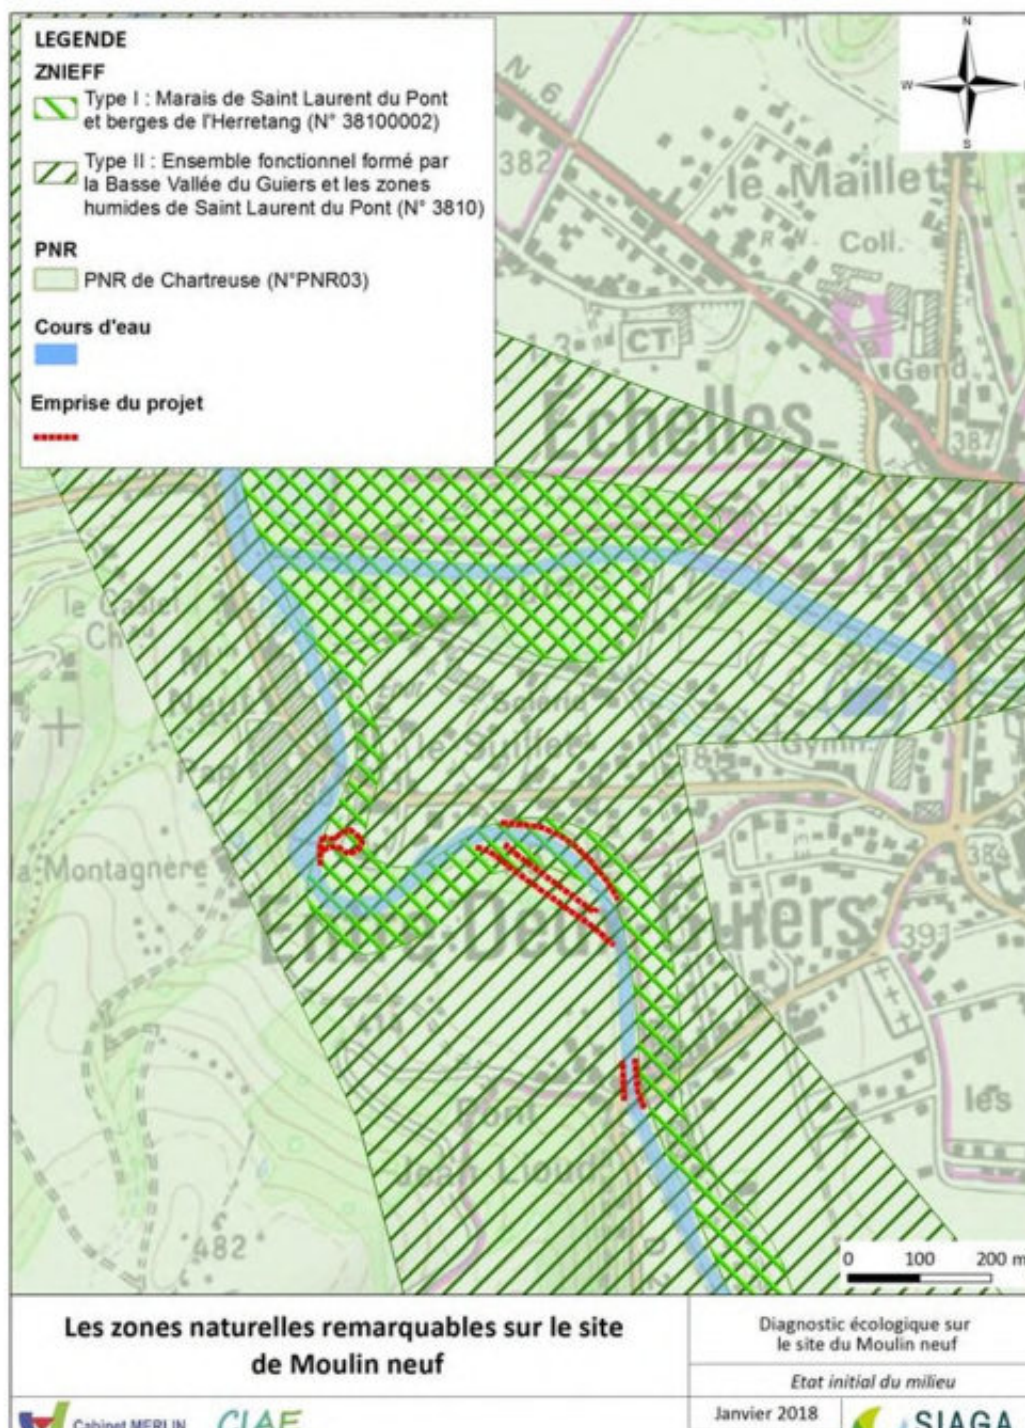 LEGENDE
ZNIEFF
Type I : Marais de Saint Laurent du Pont
et berges de l'Herretang (N° 38100002)
Type II : Ensemble fonctionnel formé par
la Basse Vallée du Guiers et les zones
humides de Saint Laurent du Pont (N° 3810)
PNR
PNR de Chartreuse (N°PNR03)
Cours d'eau
Emprise du projet
N
W
S
N 6
382
le Maillet
Coll.
CT
Gend.
Echelles
387
le Castel
Chau
M
Neuf
Pap
le Suiffet
Gymn.
la Montagnère
384
Entre Deux Guiers
391
Pont
Jean Lioud
les
482
D 2
0 100 200 m
Les zones naturelles remarquables sur le site
de Moulin neuf
Diagnostic écologique sur
le site du Moulin neuf
Etat initial du milieu
Janvier 2018
Cabinet MERLIN
CIAE
SIAGA